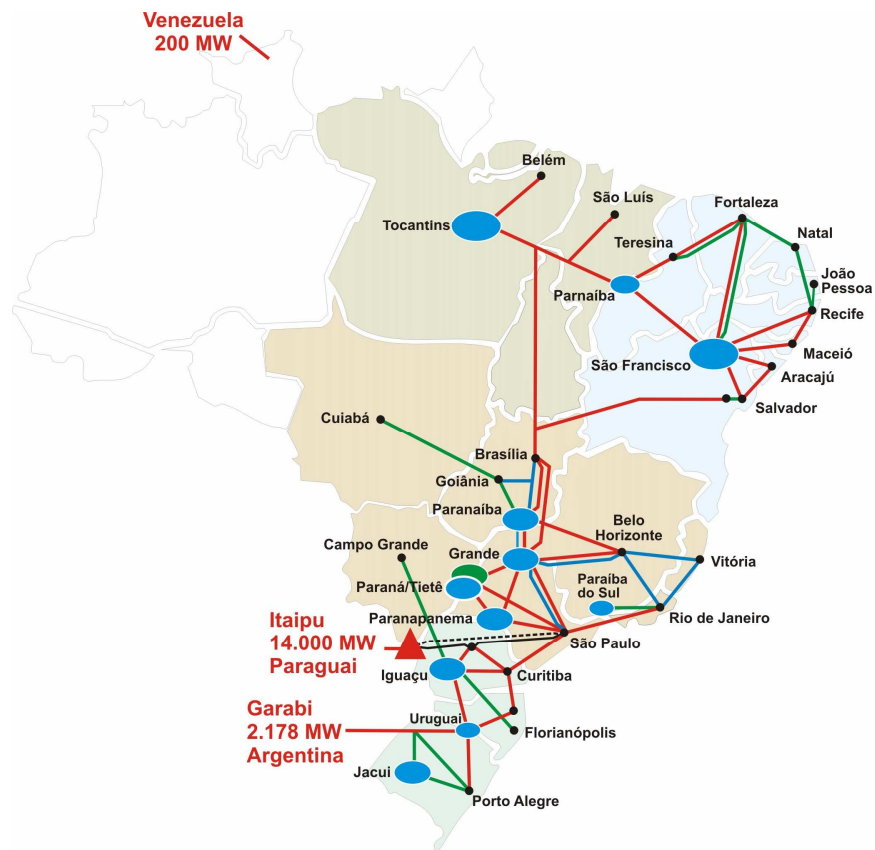 Venezuela
200 MW
Belém
São Luís
Tocantins
Fortaleza
Teresina
Natal
João
Pessoa
Parnaíba
Recife
Maceió
São Francisco
Aracajú
Salvador
Cuiabá
Brasília
Goiânia
Paranaíba
Belo
Horizonte
Campo Grande
Grande
Vitória
Paraná/Tietê
Paraíba
do Sul
Paranapanema
Rio de Janeiro
Itaipu
14.000 MW
Paraguai
São Paulo
Iguaçu
Curitiba
Garabi
2.178 MW
Argentina
Uruguai
Florianópolis
Jacui
Porto Alegre